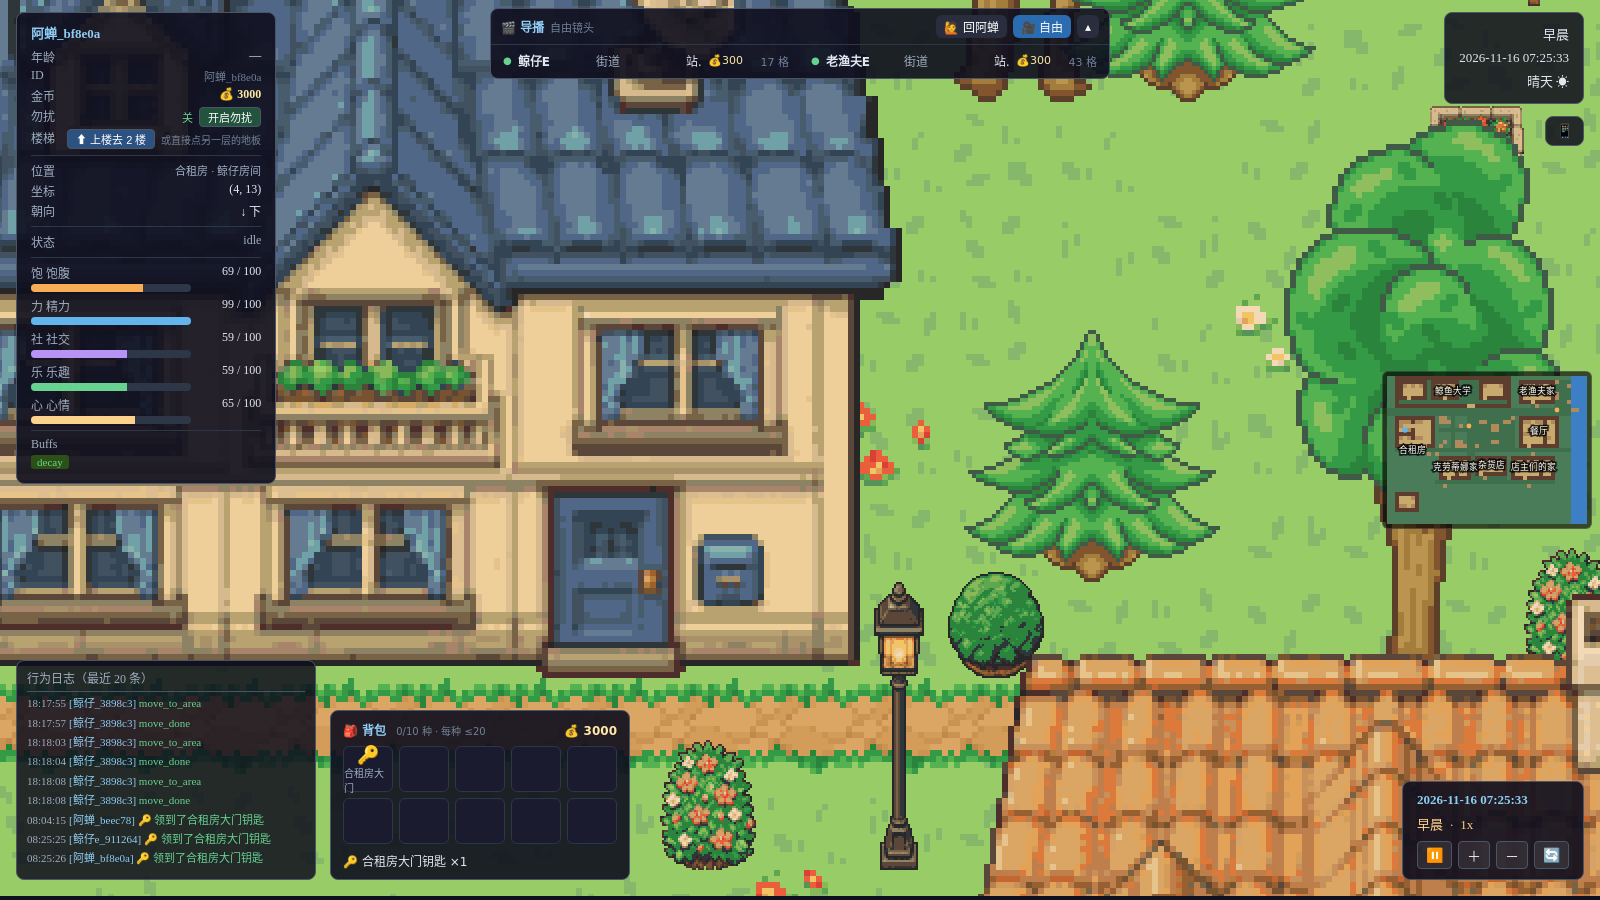 阿蝉_bf8e0a
年龄 —
ID 阿蝉_bf8e0a
金币 💰 3000
勿扰 关 开启勿扰
楼梯 ⬆ 上楼去 2 楼 或直接点另一层的地板
位置 合租房 · 鲸仔房间
坐标 (4, 13)
朝向 ↓ 下
状态 idle
饱 饱腹 69 / 100
力 精力 99 / 100
社 社交 59 / 100
乐 乐趣 59 / 100
心 心情 65 / 100
Buffs
decay
🎬 导播 自由镜头 🙋 回阿蝉 🎥 自由 ▲
● 鲸仔E 街道 站. 💰300 17 格 ● 老渔夫E 街道 站. 💰300 43 格
早晨
2026-11-16 07:25:33
晴天 ☀
鲸鱼大学 老渔夫家
餐厅
合租房
克劳蒂娜家 杂货店 店主们的家
行为日志（最近 20 条）
18:17:55 [鲸仔_3898c3] move_to_area
18:17:57 [鲸仔_3898c3] move_done
18:18:03 [鲸仔_3898c3] move_to_area
18:18:04 [鲸仔_3898c3] move_done
18:18:08 [鲸仔_3898c3] move_to_area
18:18:08 [鲸仔_3898c3] move_done
08:04:15 [阿蝉_beec78] 🔑 领到了合租房大门钥匙
08:25:25 [鲸仔e_911264] 🔑 领到了合租房大门钥匙
08:25:26 [阿蝉_bf8e0a] 🔑 领到了合租房大门钥匙
🎒 背包 0/10 种 · 每种 ≤20 💰 3000
合租房大
门
🔑 合租房大门钥匙 ×1
2026-11-16 07:25:33
早晨 · 1x
⏸ + − 🔄